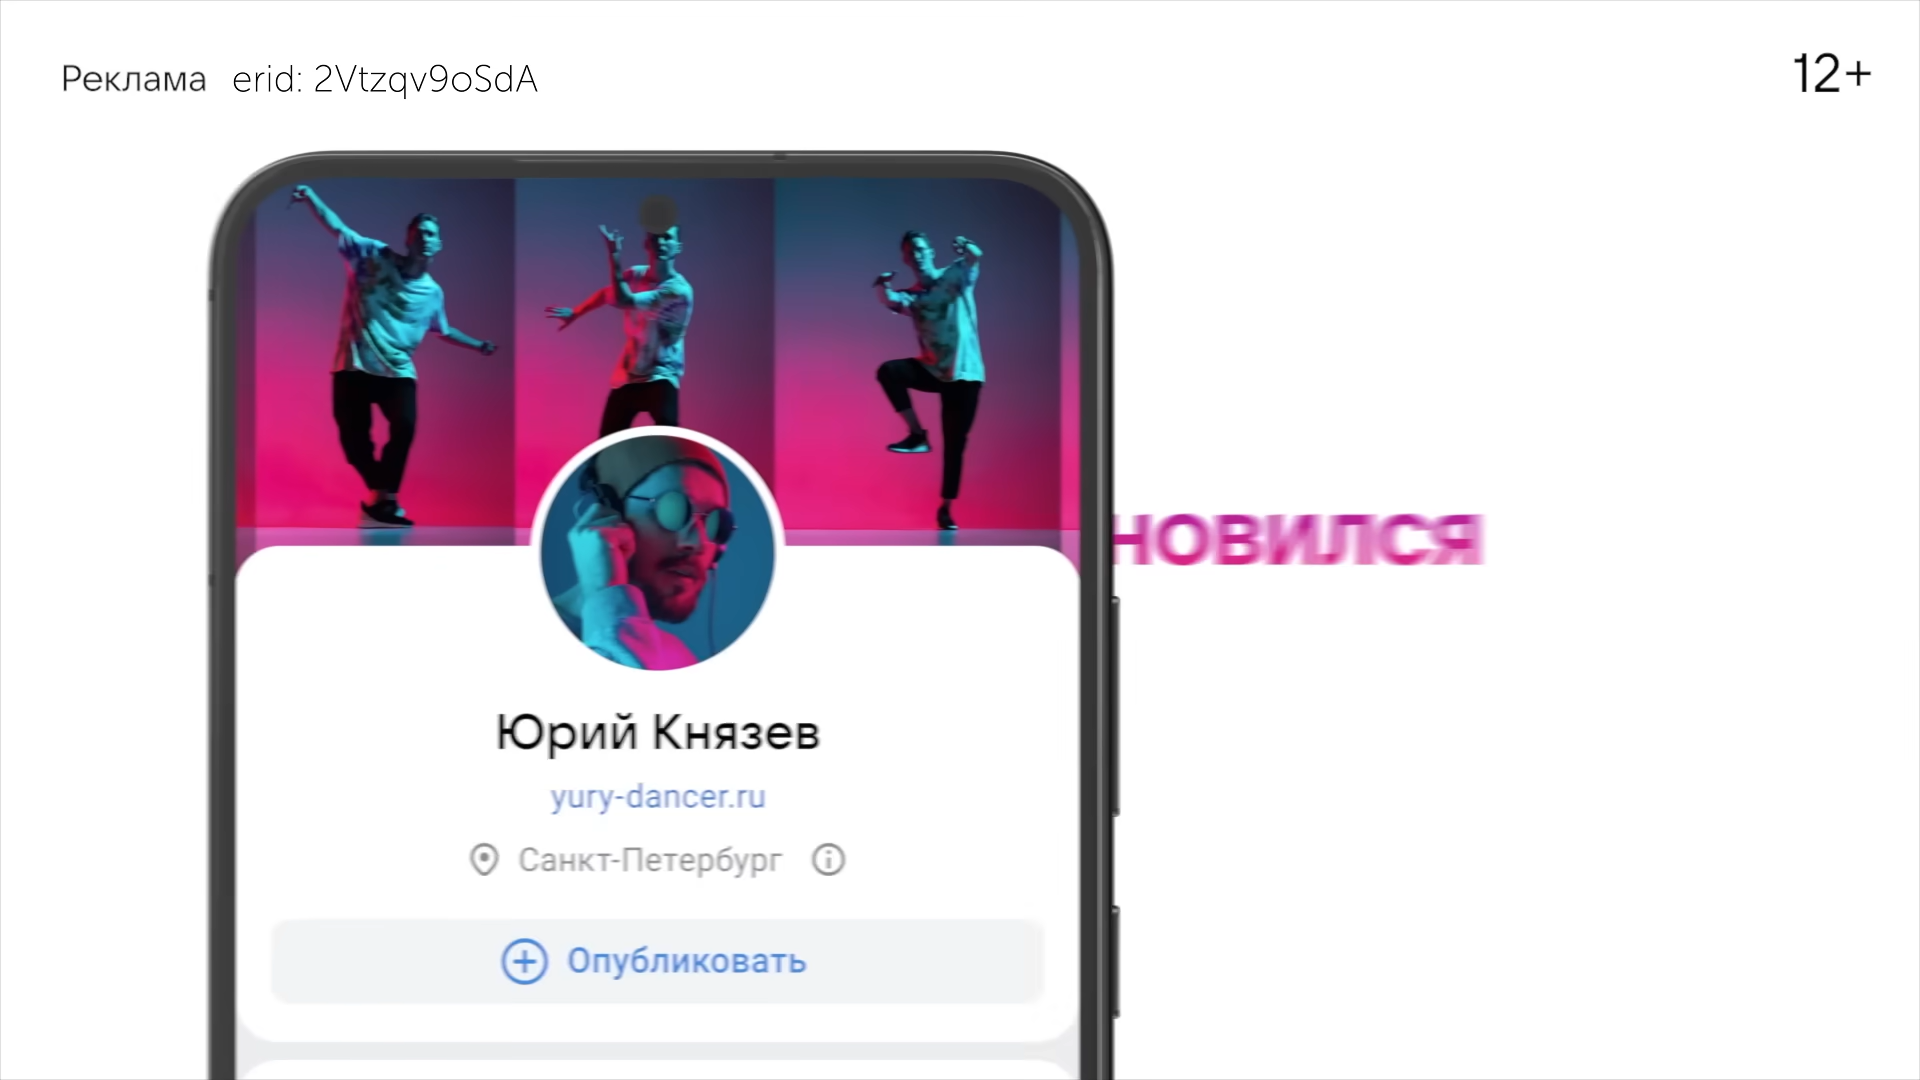 Реклама erid: 2Vtzqv9oSdA
12+
новился
Юрий Князев
yury-dancer.ru
Санкт-Петербург
Опубликовать